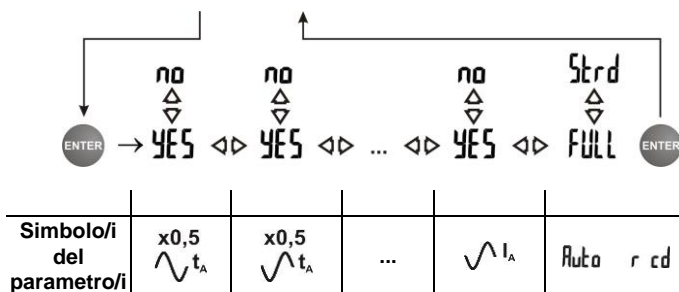 no no no Strd
ENTER YES YES ... YES FULL ENTER
Simbolo/i del parametro/i
x0,5 tA
x0,5 tA
...
IA
Auto rcd